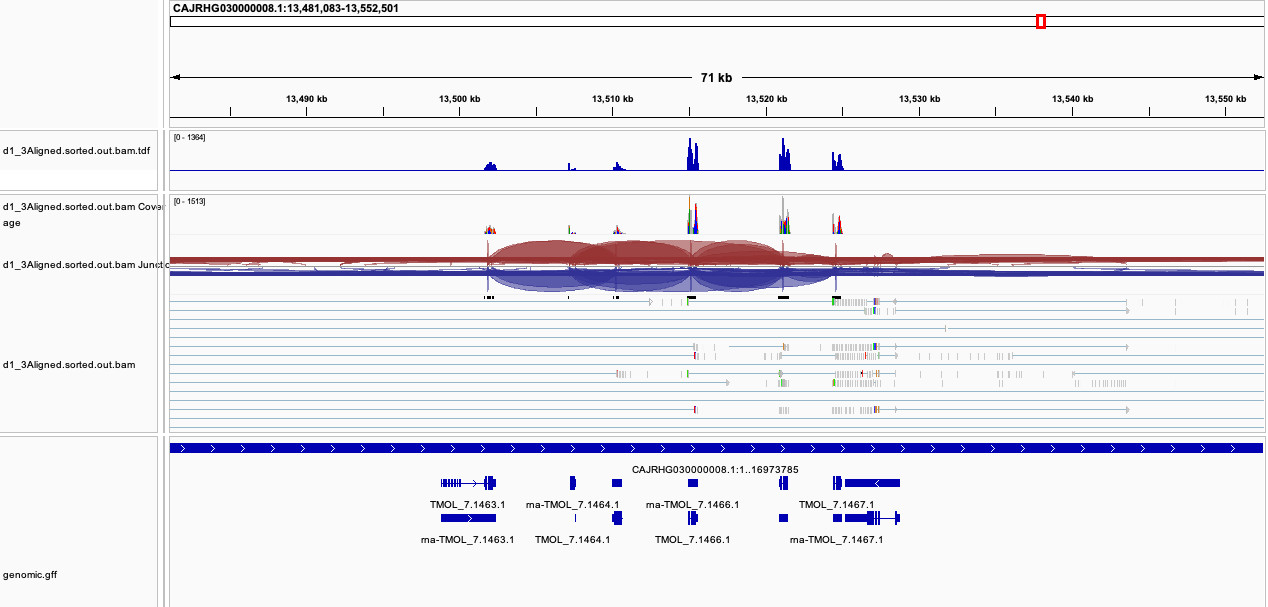 CAJRHG030000008.1:13,481,083-13,552,501
71 kb
13,490 kb 13,500 kb 13,510 kb 13,520 kb 13,530 kb 13,540 kb 13,550 kb
[0 - 1364]
d1_3Aligned.sorted.out.bam.tdf
[0 - 1513]
d1_3Aligned.sorted.out.bam Cover
age
d1_3Aligned.sorted.out.bam Junctic
d1_3Aligned.sorted.out.bam
CAJRHG030000008.1:1..16973785
TMOL_7.1463.1 rna-TMOL_7.1464.1 rna-TMOL_7.1466.1 TMOL_7.1467.1
rna-TMOL_7.1463.1 TMOL_7.1464.1 TMOL_7.1466.1 rna-TMOL_7.1467.1
genomic.gff